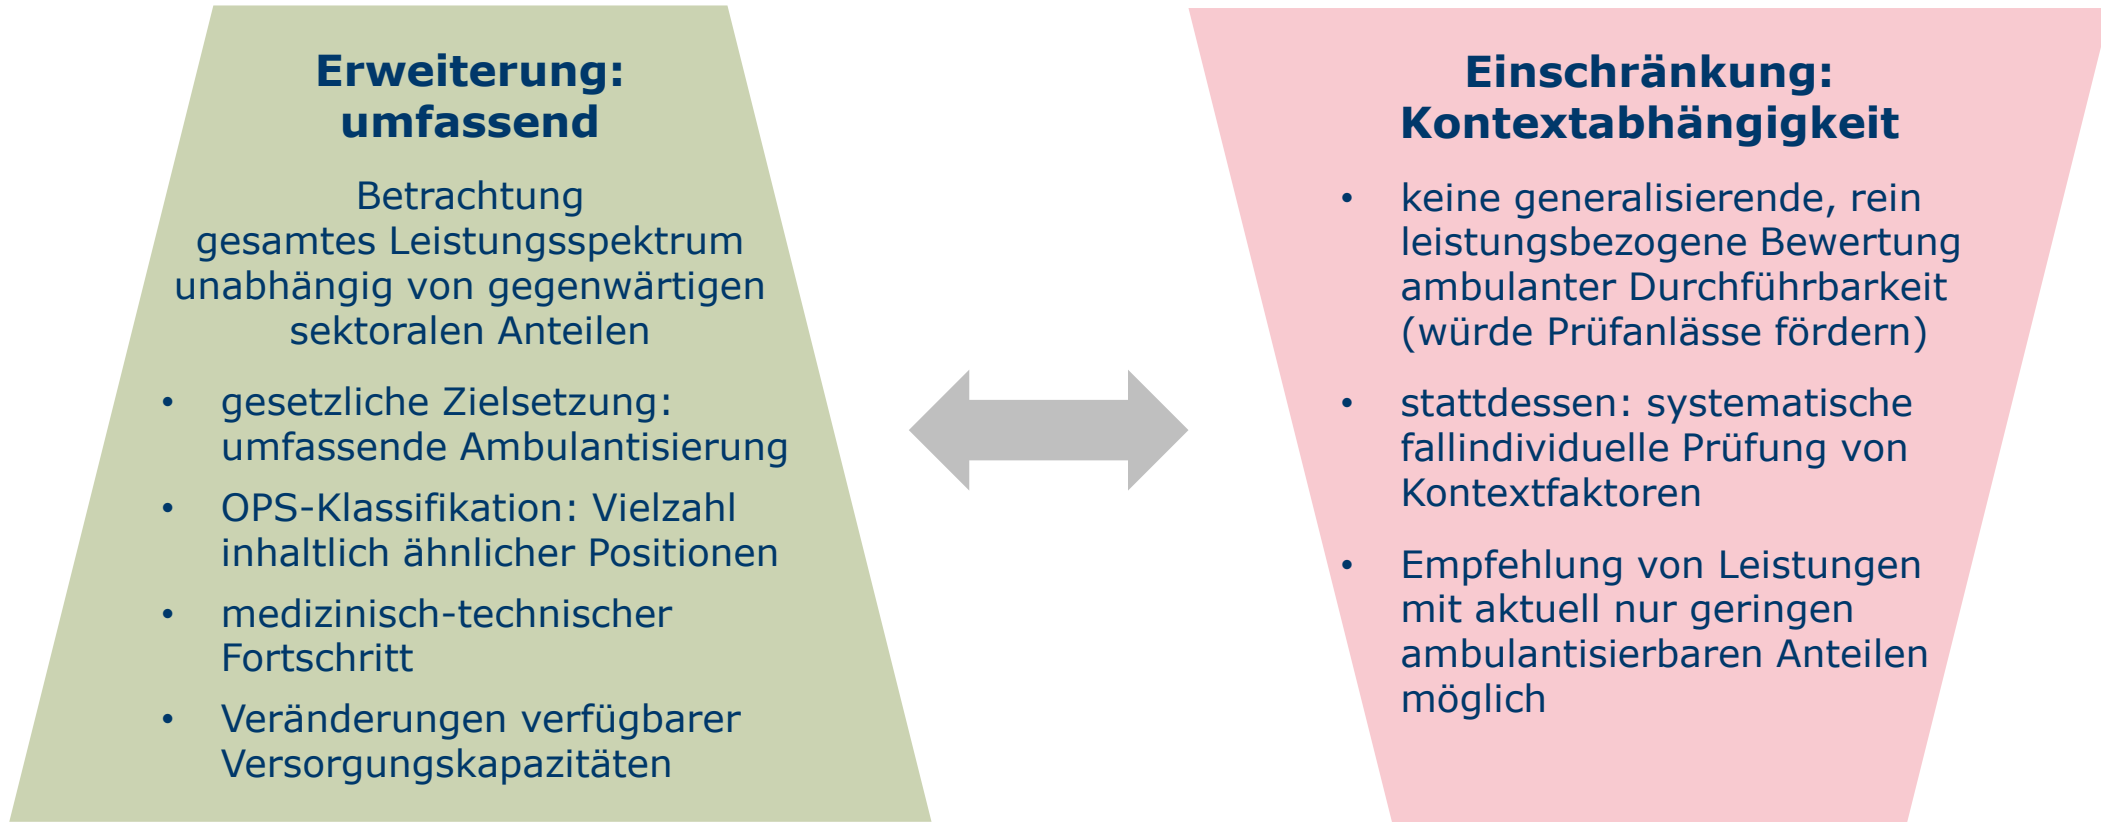 Erweiterung:
umfassend
Betrachtung
gesamtes Leistungsspektrum
unabhängig von gegenwärtigen
sektoralen Anteilen
• gesetzliche Zielsetzung:
umfassende Ambulantisierung
• OPS-Klassifikation: Vielzahl
inhaltlich ähnlicher Positionen
• medizinisch-technischer
Fortschritt
• Veränderungen verfügbarer
Versorgungskapazitäten
Einschränkung:
Kontextabhängigkeit
• keine generalisierende, rein
leistungsbezogene Bewertung
ambulanter Durchführbarkeit
(würde Prüfanlässe fördern)
• stattdessen: systematische
fallindividuelle Prüfung von
Kontextfaktoren
• Empfehlung von Leistungen
mit aktuell nur geringen
ambulantisierbaren Anteilen
möglich